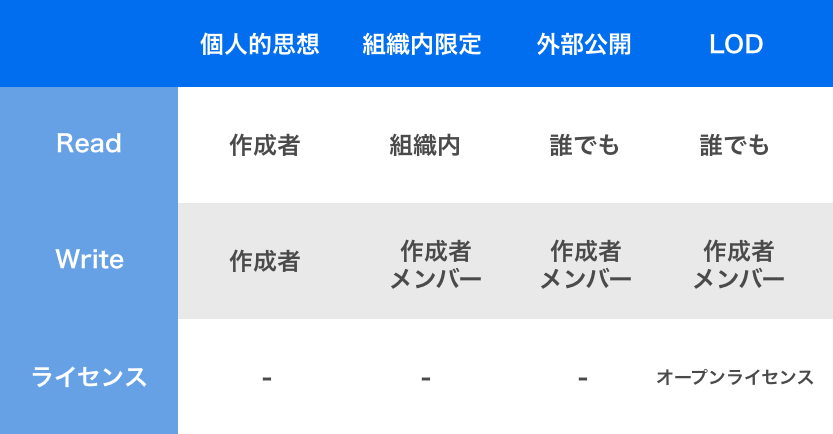 個人的思想 組織内限定 外部公開 LOD
Read 作成者 組織内 誰でも 誰でも
Write 作成者 作成者 作成者 作成者
メンバー メンバー メンバー
ライセンス - - - オープンライセンス